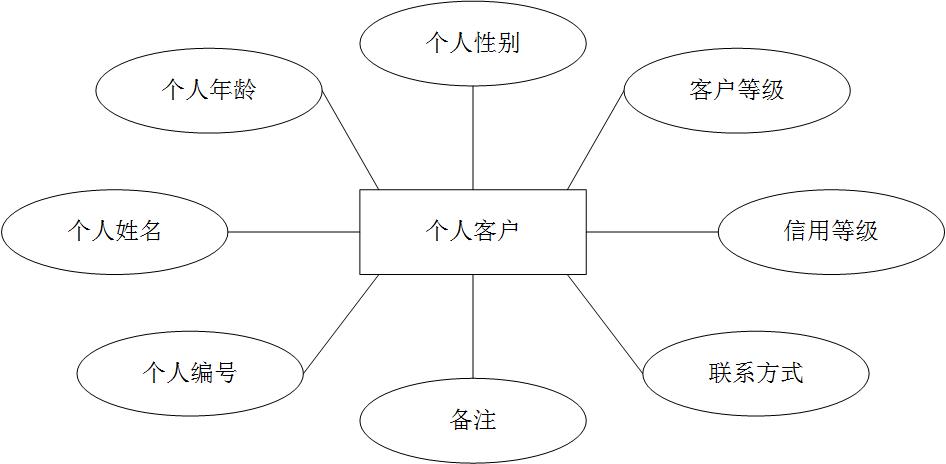 个人性别
个人年龄
客户等级
个人姓名
个人客户
信用等级
个人编号
联系方式
备注